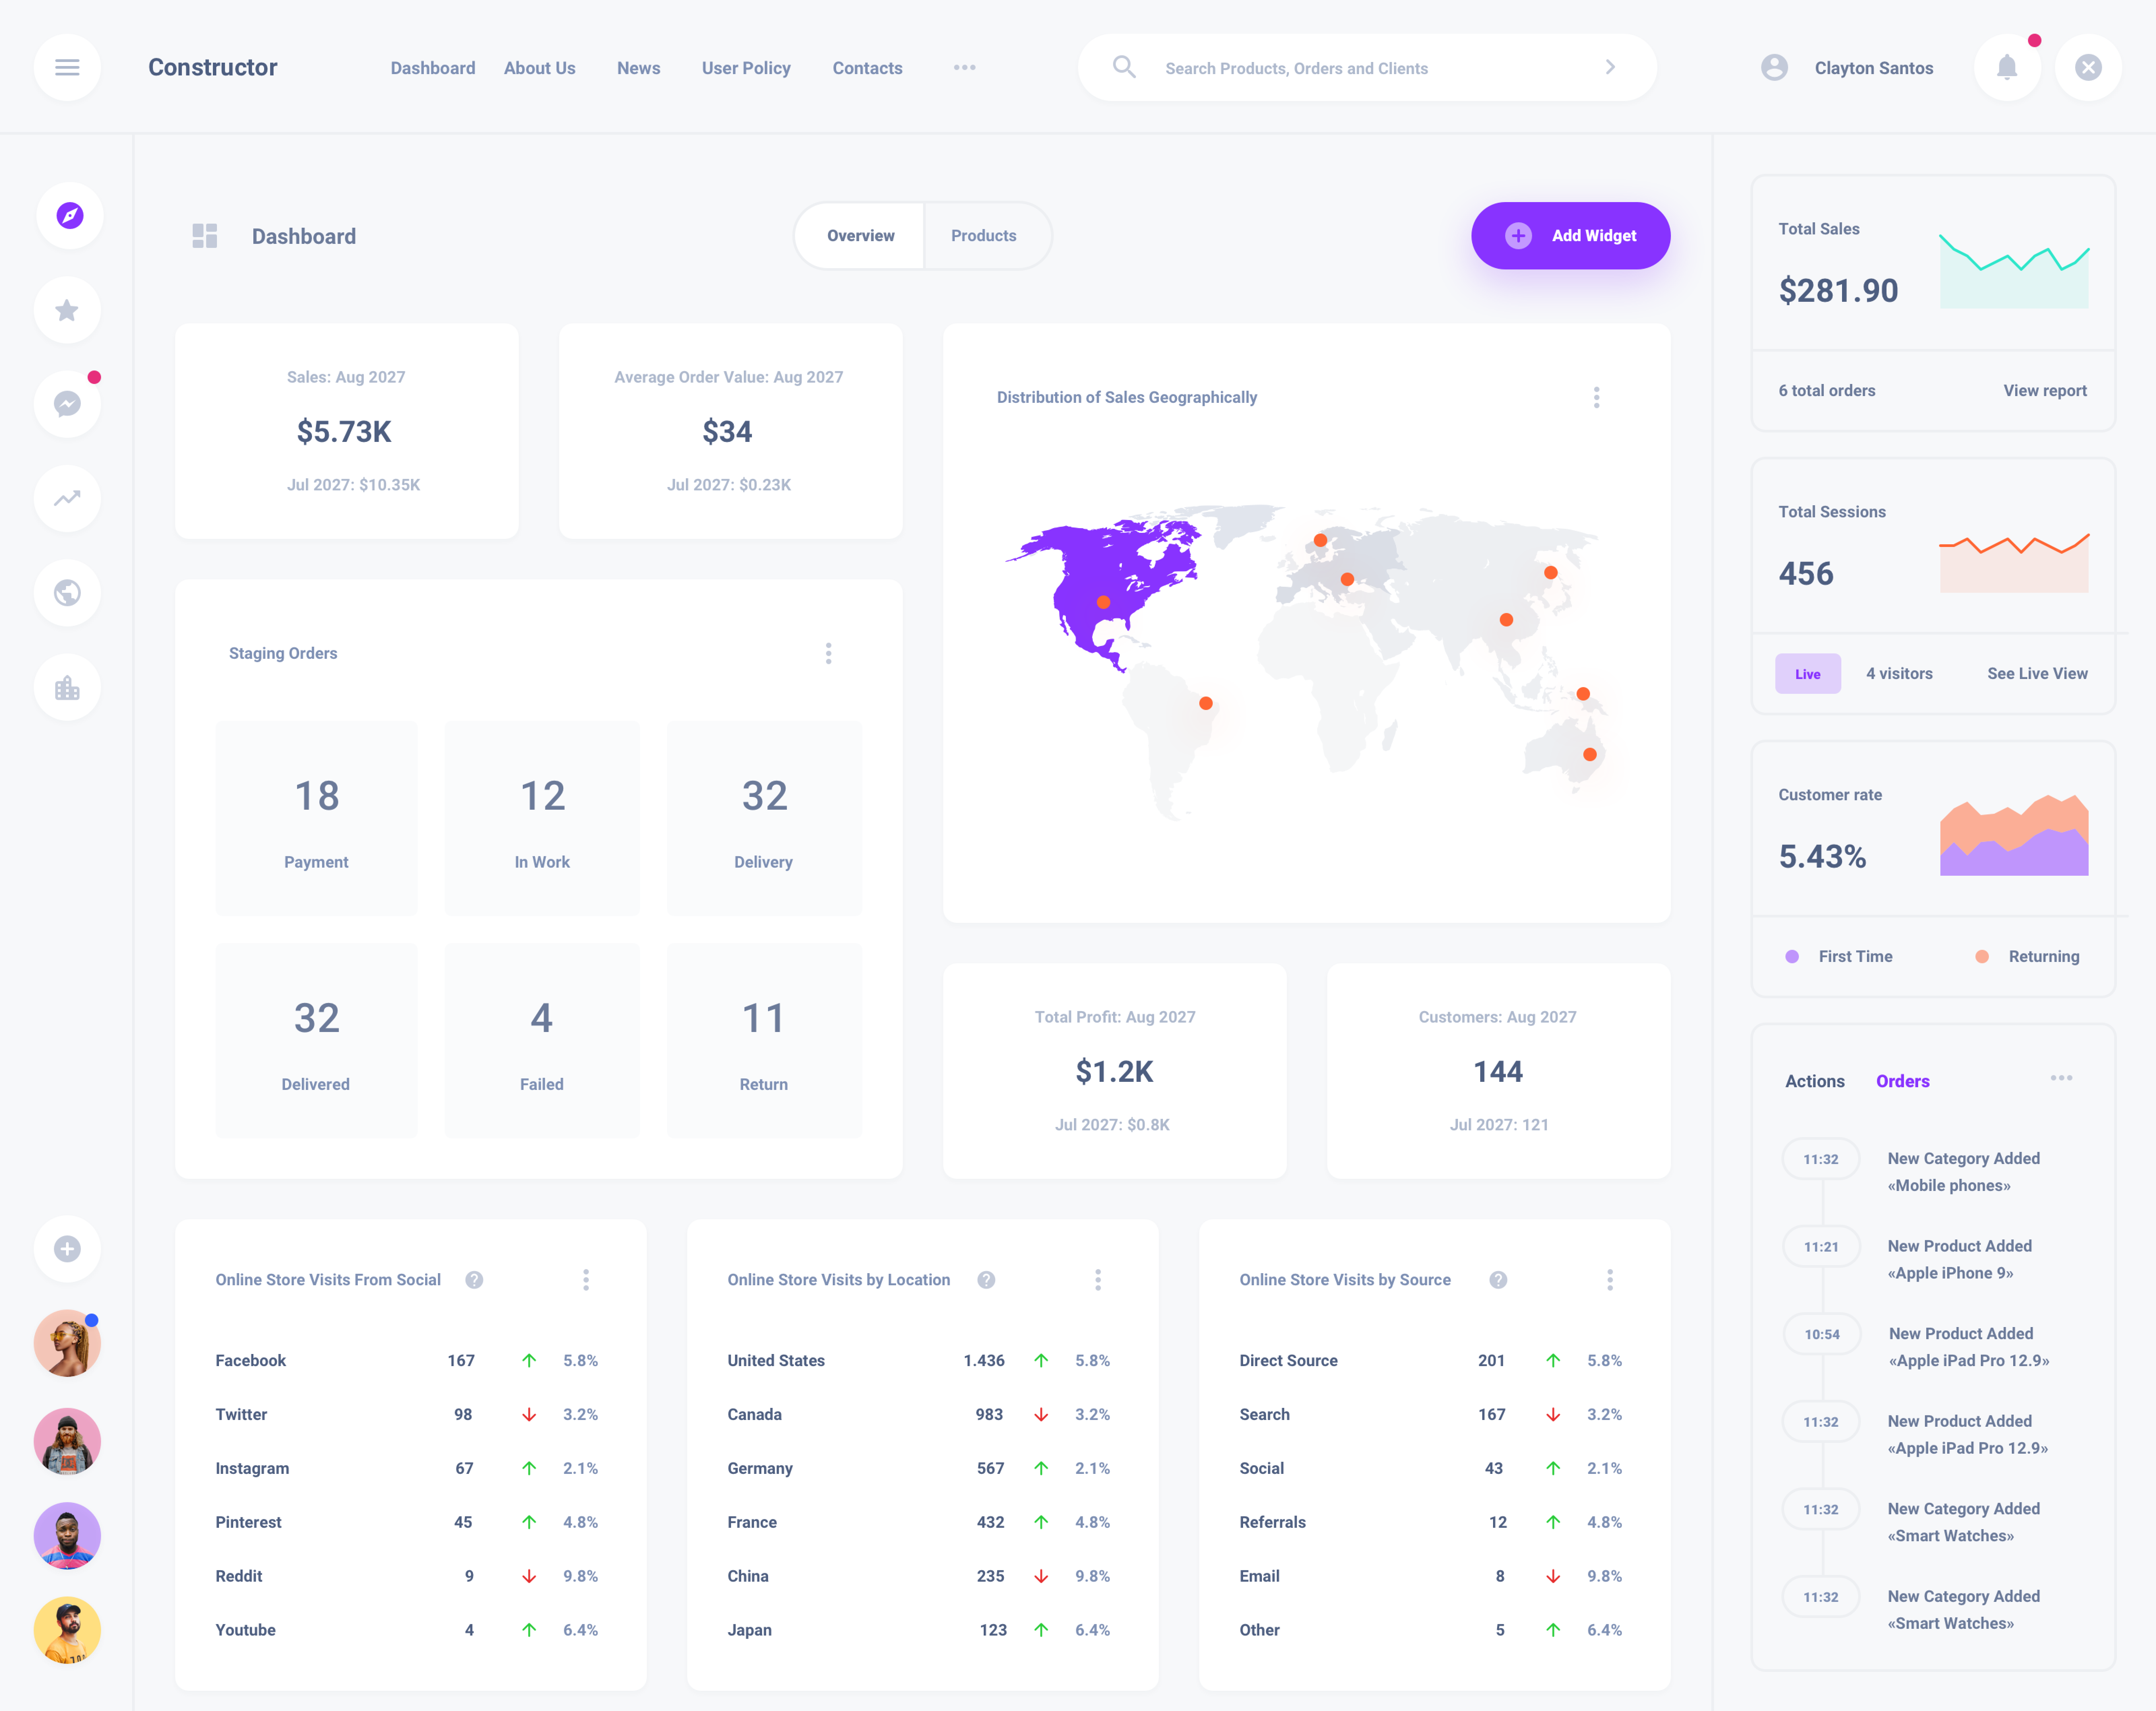 Constructor
Dashboard About Us News User Policy Contacts
Search Products, Orders and Clients
Clayton Santos
Dashboard
Overview Products
Add Widget
Sales: Aug 2027
$5.73K
Jul 2027: $10.35K
Average Order Value: Aug 2027
$34
Jul 2027: $0.23K
Distribution of Sales Geographically
Staging Orders
18
Payment
12
In Work
32
Delivery
32
Delivered
4
Failed
11
Return
Total Profit: Aug 2027
$1.2K
Jul 2027: $0.8K
Customers: Aug 2027
144
Jul 2027: 121
Online Store Visits From Social
Facebook 167 5.8%
Twitter 98 3.2%
Instagram 67 2.1%
Pinterest 45 4.8%
Reddit 9 9.8%
Youtube 4 6.4%
Online Store Visits by Location
United States 1.436 5.8%
Canada 983 3.2%
Germany 567 2.1%
France 432 4.8%
China 235 9.8%
Japan 123 6.4%
Online Store Visits by Source
Direct Source 201 5.8%
Search 167 3.2%
Social 43 2.1%
Referrals 12 4.8%
Email 8 9.8%
Other 5 6.4%
Total Sales
$281.90
6 total orders View report
Total Sessions
456
Live 4 visitors See Live View
Customer rate
5.43%
First Time Returning
Actions Orders
11:32 New Category Added
«Mobile phones»
11:21 New Product Added
«Apple iPhone 9»
10:54 New Product Added
«Apple iPad Pro 12.9»
11:32 New Product Added
«Apple iPad Pro 12.9»
11:32 New Category Added
«Smart Watches»
11:32 New Category Added
«Smart Watches»